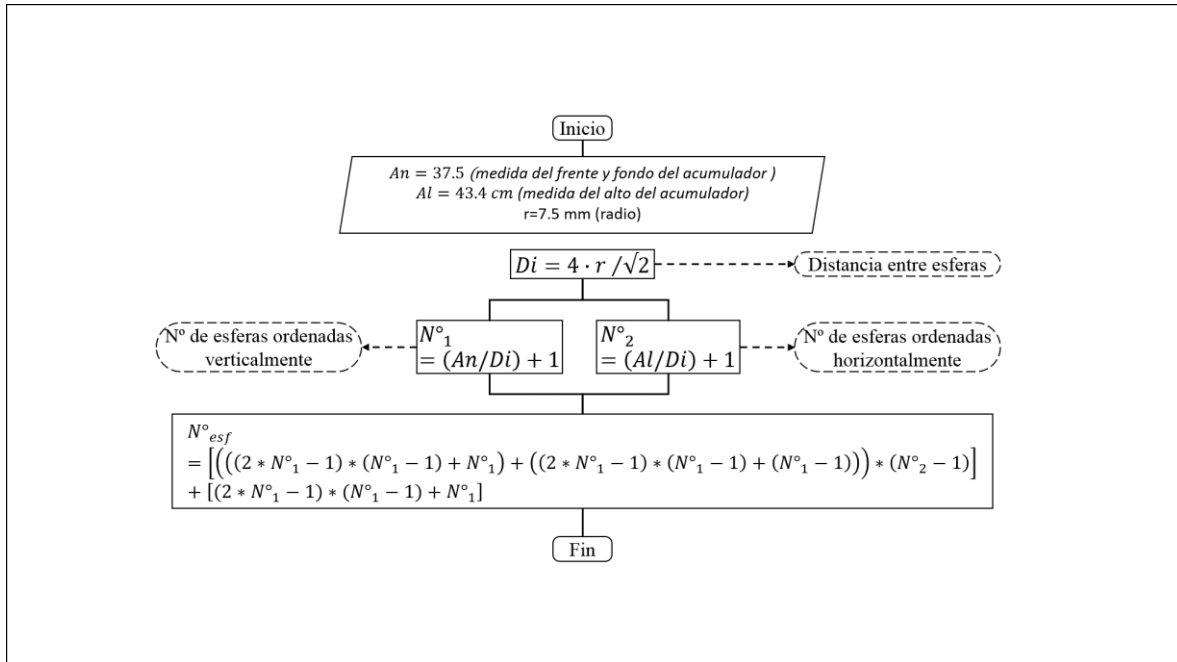 Inicio
An = 37.5 (medida del frente y fondo del acumulador )
Al = 43.4 cm (medida del alto del acumulador)
r=7.5 mm (radio)
Di = 4 · r /√2
Distancia entre esferas
Nº de esferas ordenadas
verticalmente
N°₁
= (An/Di) + 1
N°₂
= (Al/Di) + 1
Nº de esferas ordenadas
horizontalmente
N°ₑₛf
= [(((2 * N°₁ − 1) * (N°₁ − 1) + N°₁) + ((2 * N°₁ − 1) * (N°₁ − 1) + (N°₁ − 1))) * (N°₂ − 1)]
+ [(2 * N°₁ − 1) * (N°₁ − 1) + N°₁]
Fin